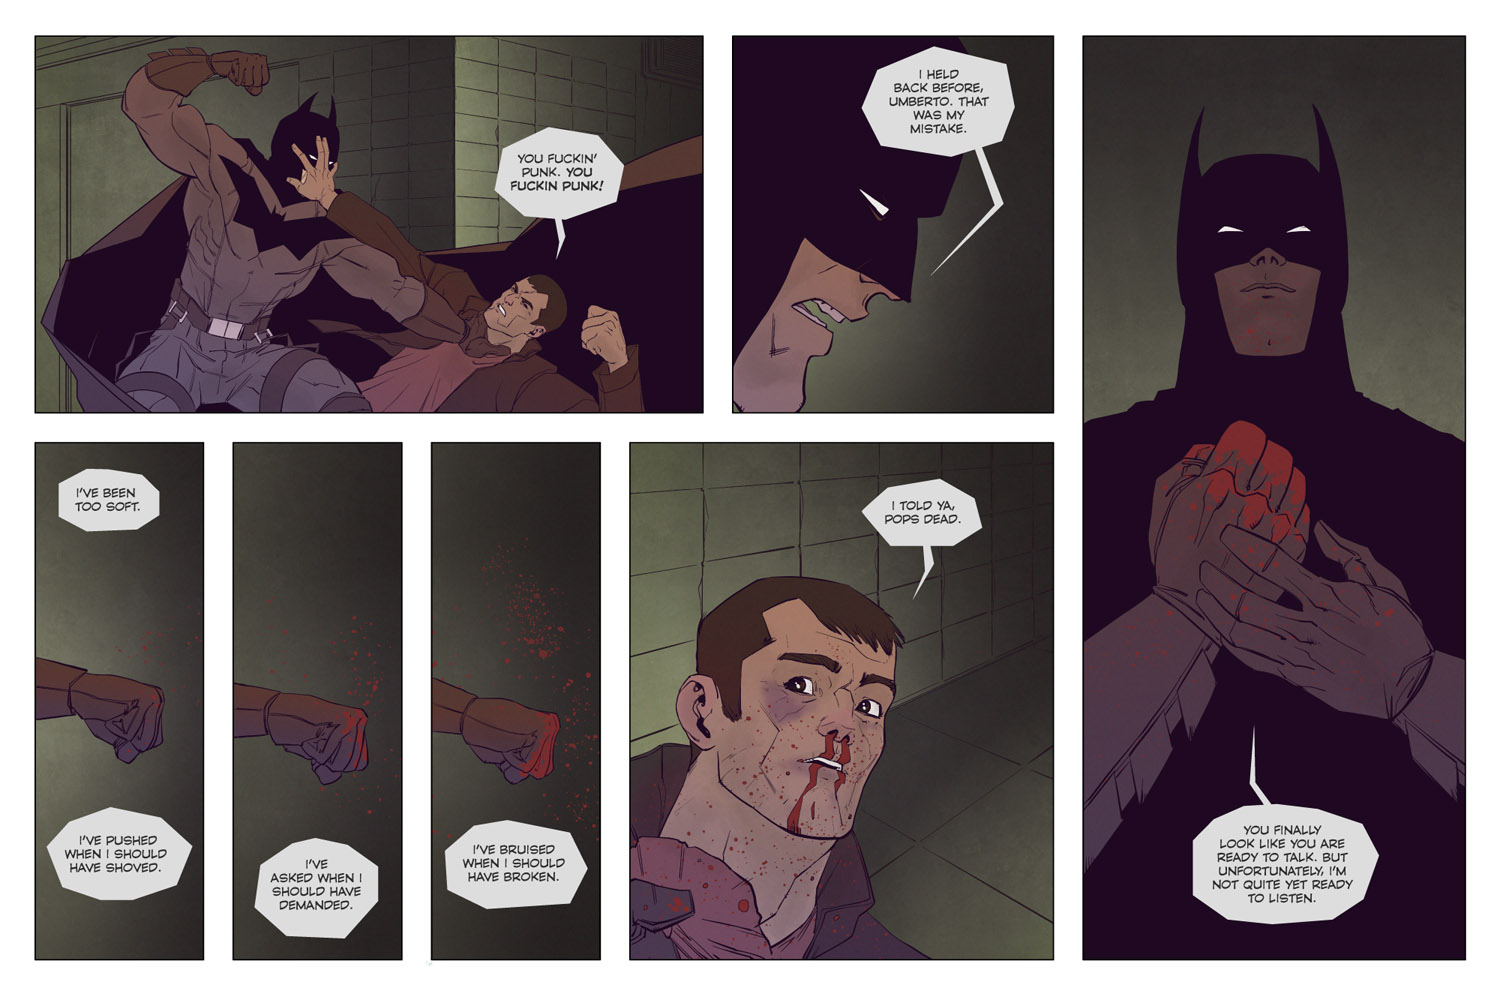 YOU FUCKIN'
PUNK. YOU
FUCKIN PUNK!
I HELD
BACK BEFORE,
UMBERTO. THAT
WAS MY
MISTAKE.
I'VE BEEN
TOO SOFT.
I'VE PUSHED
WHEN I SHOULD
HAVE SHOVED.
I'VE
ASKED WHEN I
SHOULD HAVE
DEMANDED.
I'VE BRUISED
WHEN I SHOULD
HAVE BROKEN.
I TOLD YA,
POPS DEAD.
YOU FINALLY
LOOK LIKE YOU ARE
READY TO TALK. BUT
UNFORTUNATELY, I'M
NOT QUITE YET READY
TO LISTEN.